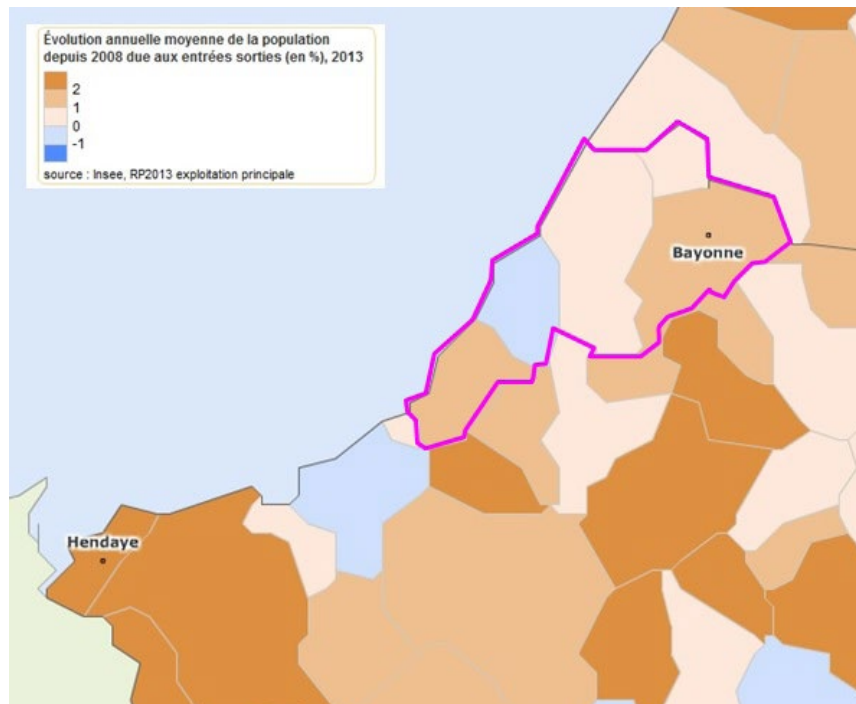 Évolution annuelle moyenne de la population
depuis 2008 due aux entrées sorties (en %), 2013
2
1
0
-1
source : Insee, RP2013 exploitation principale
Bayonne
Hendaye